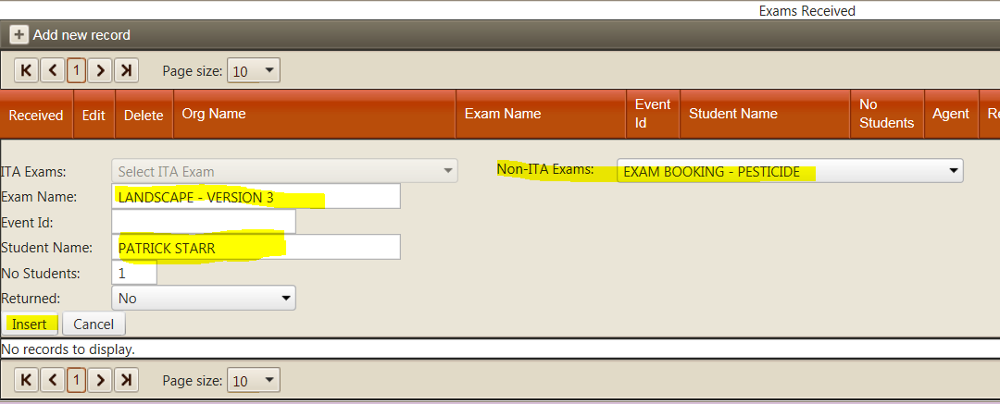 Exams Received
Add new record
1 Page size: 10
Received Edit Delete Org Name Exam Name Event Id Student Name No Students Agent Re
ITA Exams: Select ITA Exam Non-ITA Exams: EXAM BOOKING - PESTICIDE
Exam Name: LANDSCAPE - VERSION 3
Event Id:
Student Name: PATRICK STARR
No Students: 1
Returned: No
Insert Cancel
No records to display.
1 Page size: 10